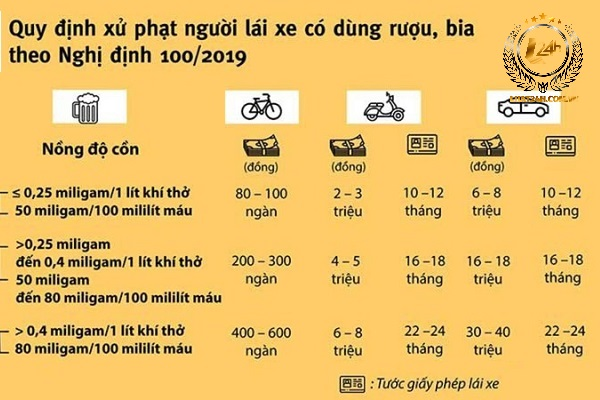 Quy định xử phạt người lái xe có dùng rượu, bia
theo Nghị định 100/2019
24h
Nồng độ cồn
(đồng) (đồng) (đồng)
≤ 0,25 miligam/1 lít khí thở 80 – 100 2 – 3 10 –12 6 – 8 10 –12
50 miligam/100 mililít máu ngàn triệu tháng triệu tháng
>0,25 miligam
đến 0,4 miligam/1 lít khí thở 200 – 300 4 – 5 16 –18 16 – 18 16 –18
50 miligam ngàn triệu tháng triệu tháng
đến 80 miligam/100 mililít máu
> 0,4 miligam/1 lít khí thở 400 – 600 6 – 8 22 –24 30 – 40 22 –24
80 miligam/100 mililít máu ngàn triệu tháng triệu tháng
: Tước giấy phép lái xe